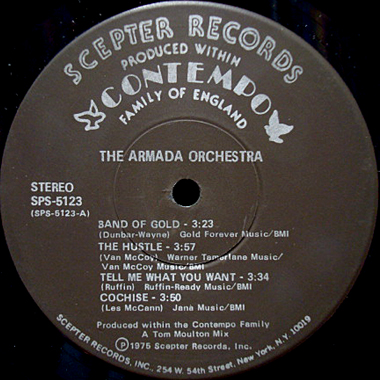 SCEPTER RECORDS
PRODUCED WITHIN
CONTEMPO
FAMILY OF ENGLAND
THE ARMADA ORCHESTRA
STEREO
SPS-5123
(SPS-5123-A)
BAND OF GOLD - 3:23
(Dunbar-Wayne) Gold Forever Music/BMI
THE HUSTLE - 3:57
(Van McCoy) Warner Tamerlane Music/
Van McCoy Music/BMI
TELL ME WHAT YOU WANT - 3:34
(Ruffin) Ruffin-Ready Music/BMI
COCHISE - 3:50
(Les McCann) Jana Music/BMI
Produced within the Contempo Family
A Tom Moulton Mix
Ⓟ1975 Scepter Records, Inc.
SCEPTER RECORDS, INC., 254 W. 54th Street, New York, N.Y. 10019